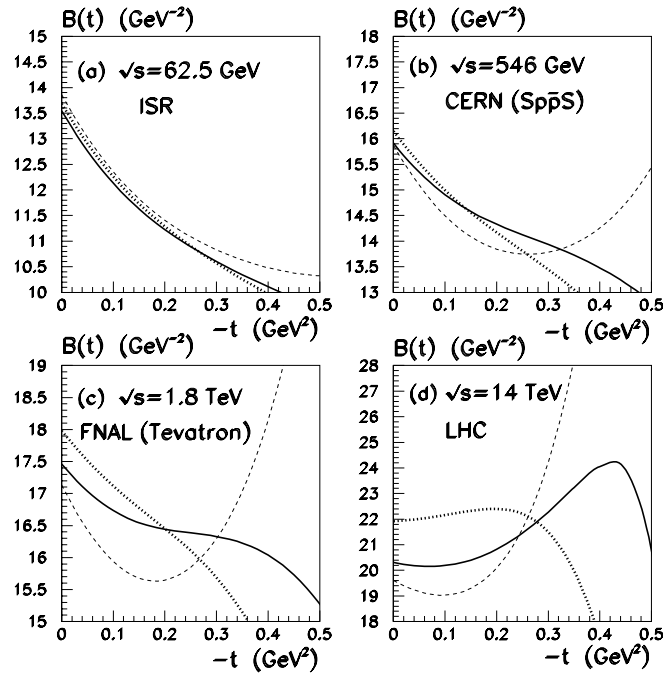 B(t) (GeV⁻²)
15
14.5
14
13.5
13
12.5
12
11.5
11
10.5
10
(a) √s=62.5 GeV
ISR
0 0.1 0.2 0.3 0.4 0.5
−t (GeV²)
B(t) (GeV⁻²)
18
17.5
17
16.5
16
15.5
15
14.5
14
13.5
13
(b) √s=546 GeV
CERN (Spp̄S)
0 0.1 0.2 0.3 0.4 0.5
−t (GeV²)
B(t) (GeV⁻²)
19
18.5
18
17.5
17
16.5
16
15.5
15
(c) √s=1.8 TeV
FNAL (Tevatron)
0 0.1 0.2 0.3 0.4 0.5
−t (GeV²)
B(t) (GeV⁻²)
28
27
26
25
24
23
22
21
20
19
18
(d) √s=14 TeV
LHC
0 0.1 0.2 0.3 0.4 0.5
−t (GeV²)